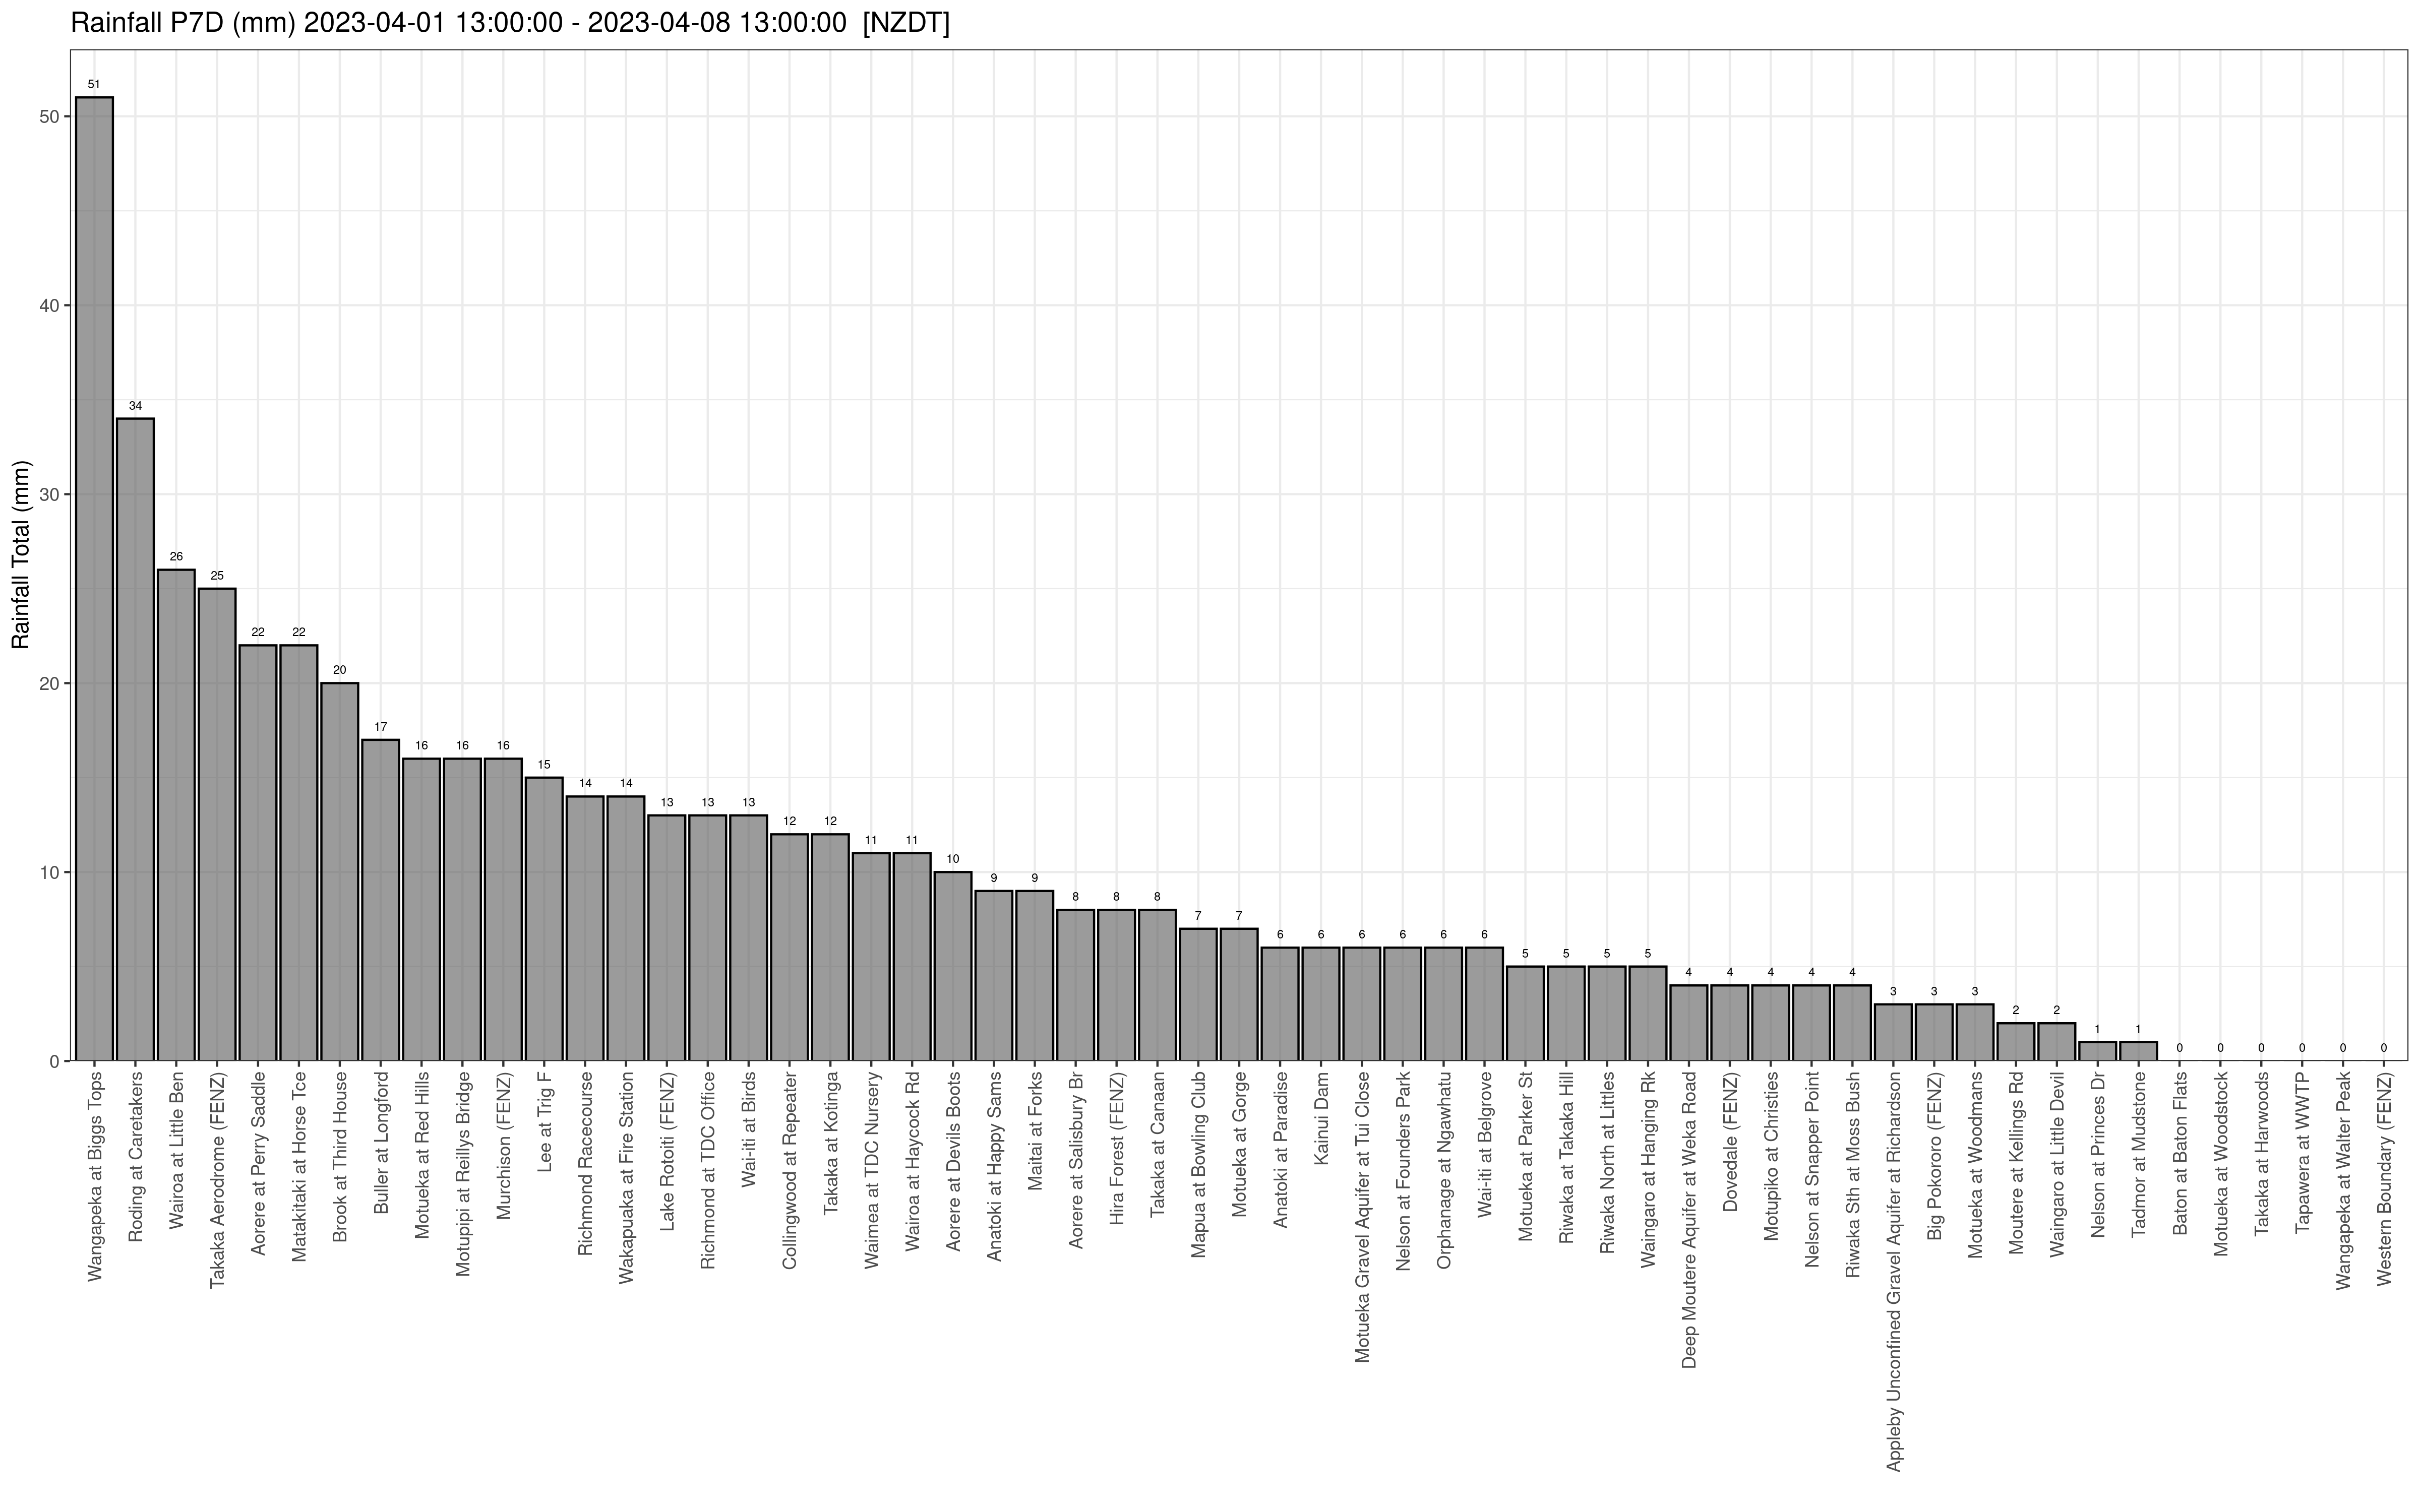 Rainfall P7D (mm) 2023-04-01 13:00:00 - 2023-04-08 13:00:00 [NZDT]
Rainfall Total (mm)
50
40
30
20
10
0
51
34
26
25
22
22
20
17
16
16
16
15
14
14
13
13
13
12
12
11
11
10
9
9
8
8
8
7
7
6
6
6
6
6
6
5
5
5
5
4
4
4
4
4
3
3
3
2
2
1
1
0
0
0
0
0
0
Wangapeka at Biggs Tops
Roding at Caretakers
Wairoa at Little Ben
Takaka Aerodrome (FENZ)
Aorere at Perry Saddle
Matakitaki at Horse Tce
Brook at Third House
Buller at Longford
Motueka at Red Hills
Motupipi at Reillys Bridge
Murchison (FENZ)
Lee at Trig F
Richmond Racecourse
Wakapuaka at Fire Station
Lake Rotoiti (FENZ)
Richmond at TDC Office
Wai-iti at Birds
Collingwood at Repeater
Takaka at Kotinga
Waimea at TDC Nursery
Wairoa at Haycock Rd
Aorere at Devils Boots
Anatoki at Happy Sams
Maitai at Forks
Aorere at Salisbury Br
Hira Forest (FENZ)
Takaka at Canaan
Mapua at Bowling Club
Motueka at Gorge
Anatoki at Paradise
Kainui Dam
Motueka Gravel Aquifer at Tui Close
Nelson at Founders Park
Orphanage at Ngawhatu
Wai-iti at Belgrove
Motueka at Parker St
Riwaka at Takaka Hill
Riwaka North at Littles
Waingaro at Hanging Rk
Deep Moutere Aquifer at Weka Road
Dovedale (FENZ)
Motupiko at Christies
Nelson at Snapper Point
Riwaka Sth at Moss Bush
Appleby Unconfined Gravel Aquifer at Richardson
Big Pokororo (FENZ)
Motueka at Woodmans
Moutere at Kellings Rd
Waingaro at Little Devil
Nelson at Princes Dr
Tadmor at Mudstone
Baton at Baton Flats
Motueka at Woodstock
Takaka at Harwoods
Tapawera at WWTP
Wangapeka at Walter Peak
Western Boundary (FENZ)